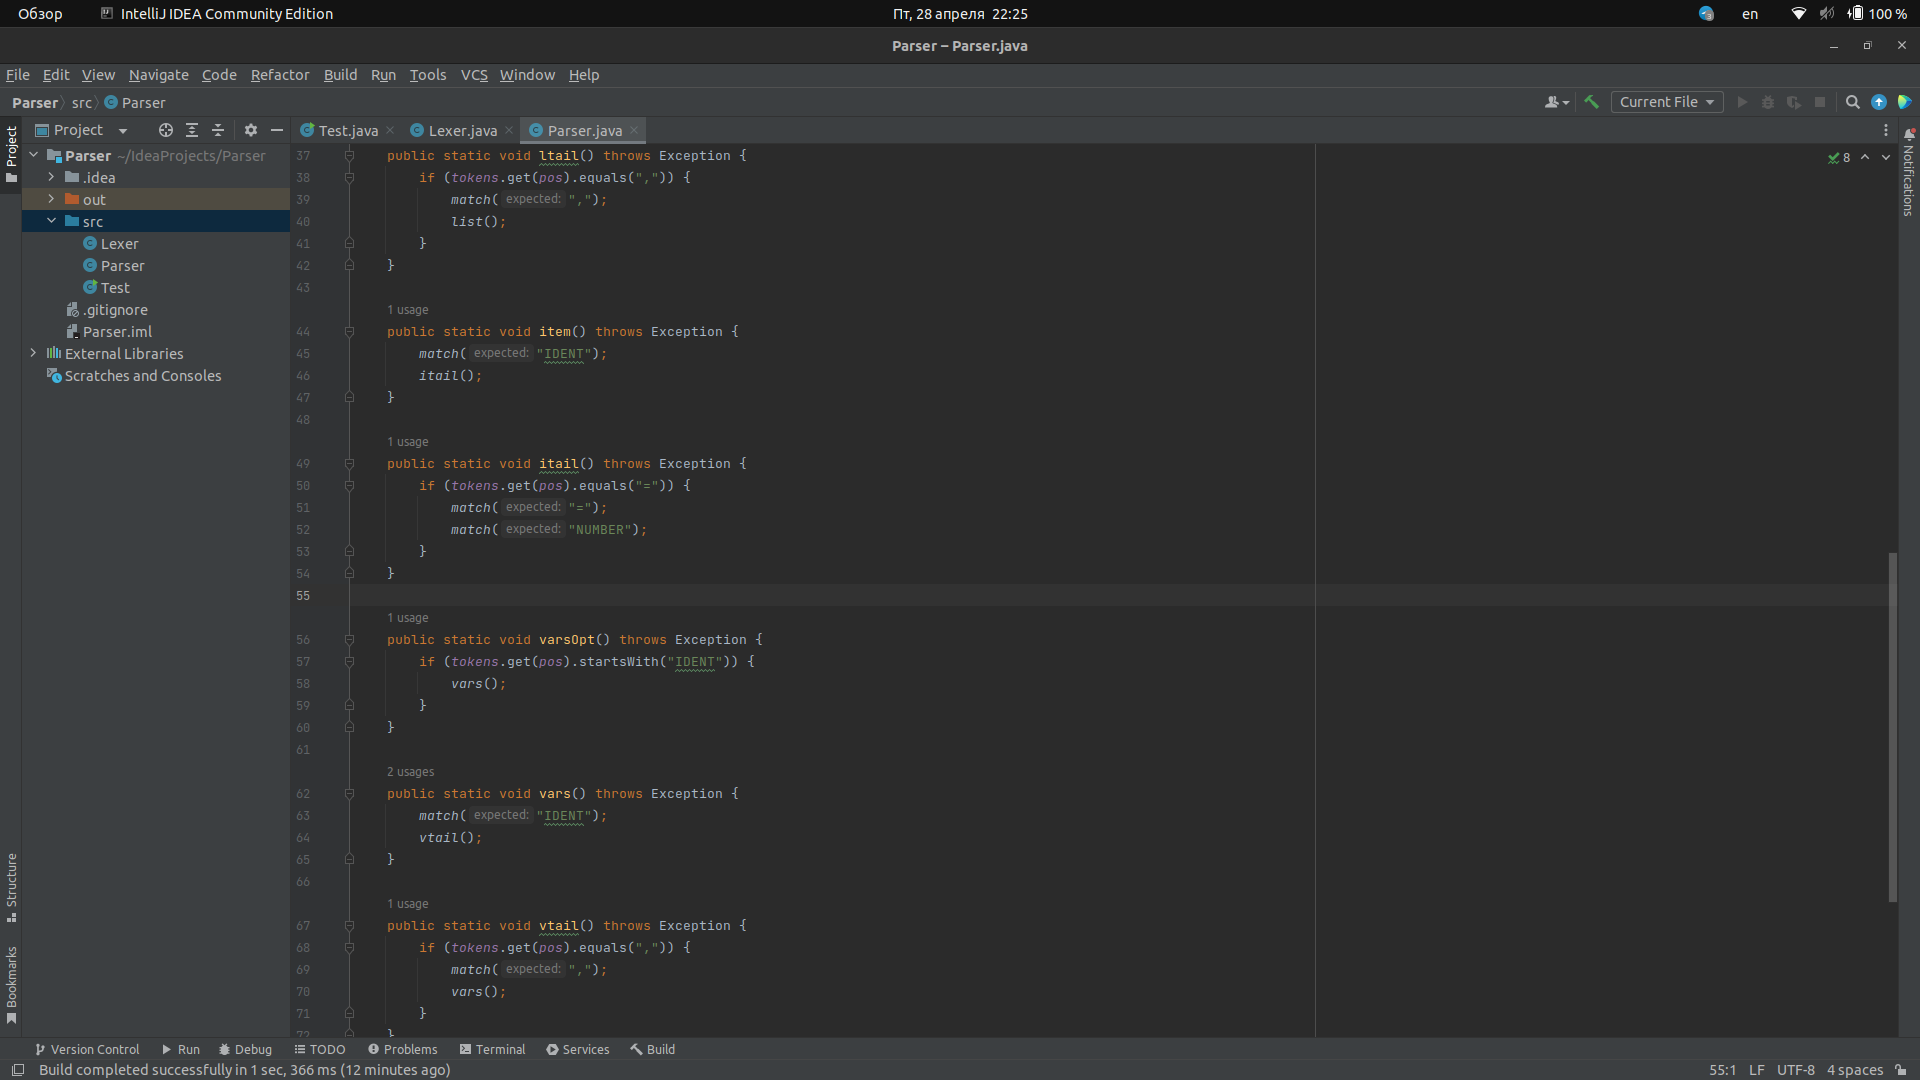 Обзор IntelliJ IDEA Community Edition Пт, 28 апреля 22:25 en 100 %
Parser – Parser.java
File Edit View Navigate Code Refactor Build Run Tools VCS Window Help
Parser src Parser Current File
Project Test.java Lexer.java Parser.java
Project
Structure
Bookmarks
Notifications
Parser ~/IdeaProjects/Parser
.idea
out
src
Lexer
Parser
Test
.gitignore
Parser.iml
External Libraries
Scratches and Consoles
8
37 public static void ltail() throws Exception {
38 if (tokens.get(pos).equals(",")) {
39 match( expected: ",");
40 list();
41 }
42 }
43
1 usage
44 public static void item() throws Exception {
45 match( expected: "IDENT");
46 itail();
47 }
48
1 usage
49 public static void itail() throws Exception {
50 if (tokens.get(pos).equals("=")) {
51 match( expected: "=");
52 match( expected: "NUMBER");
53 }
54 }
55
1 usage
56 public static void varsOpt() throws Exception {
57 if (tokens.get(pos).startsWith("IDENT")) {
58 vars();
59 }
60 }
61
2 usages
62 public static void vars() throws Exception {
63 match( expected: "IDENT");
64 vtail();
65 }
66
1 usage
67 public static void vtail() throws Exception {
68 if (tokens.get(pos).equals(",")) {
69 match( expected: ",");
70 vars();
71 }
72 }
Version Control Run Debug TODO Problems Terminal Services Build
Build completed successfully in 1 sec, 366 ms (12 minutes ago) 55:1 LF UTF-8 4 spaces